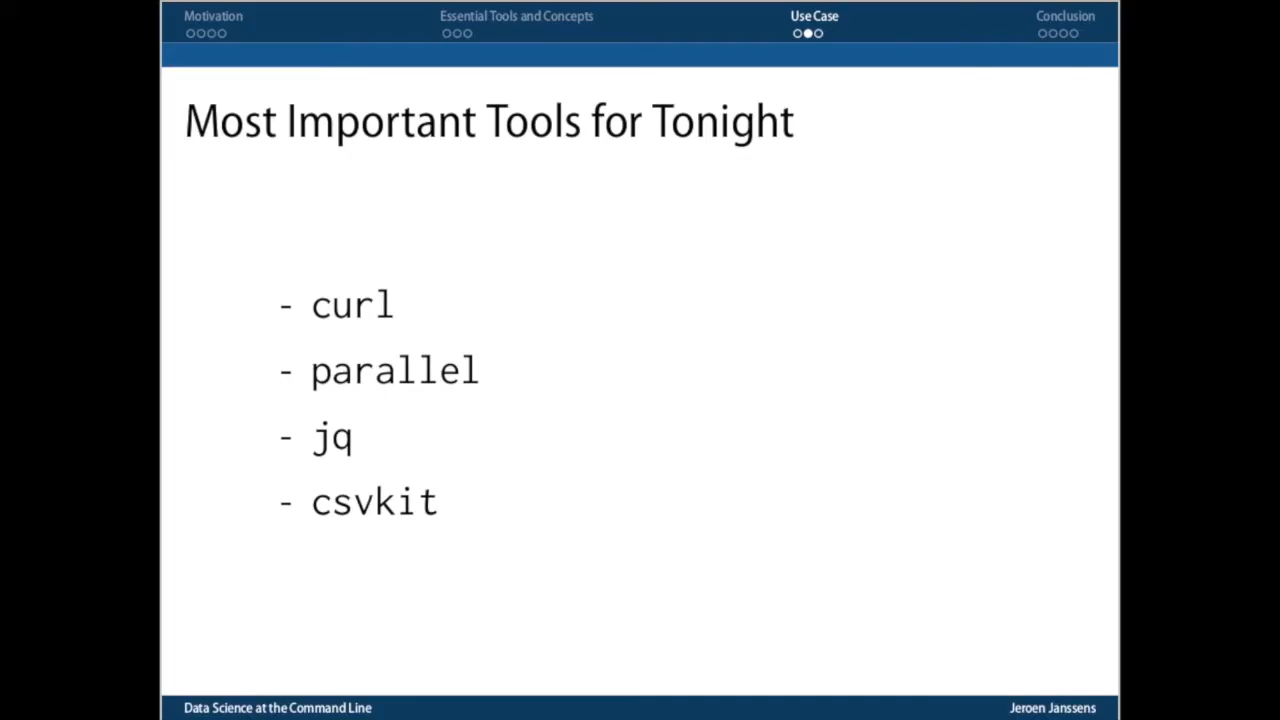 Motivation
Essential Tools and Concepts
Use Case
Conclusion
Most Important Tools for Tonight
- curl
- parallel
- jq
- csvkit
Data Science at the Command Line
Jeroen Janssens